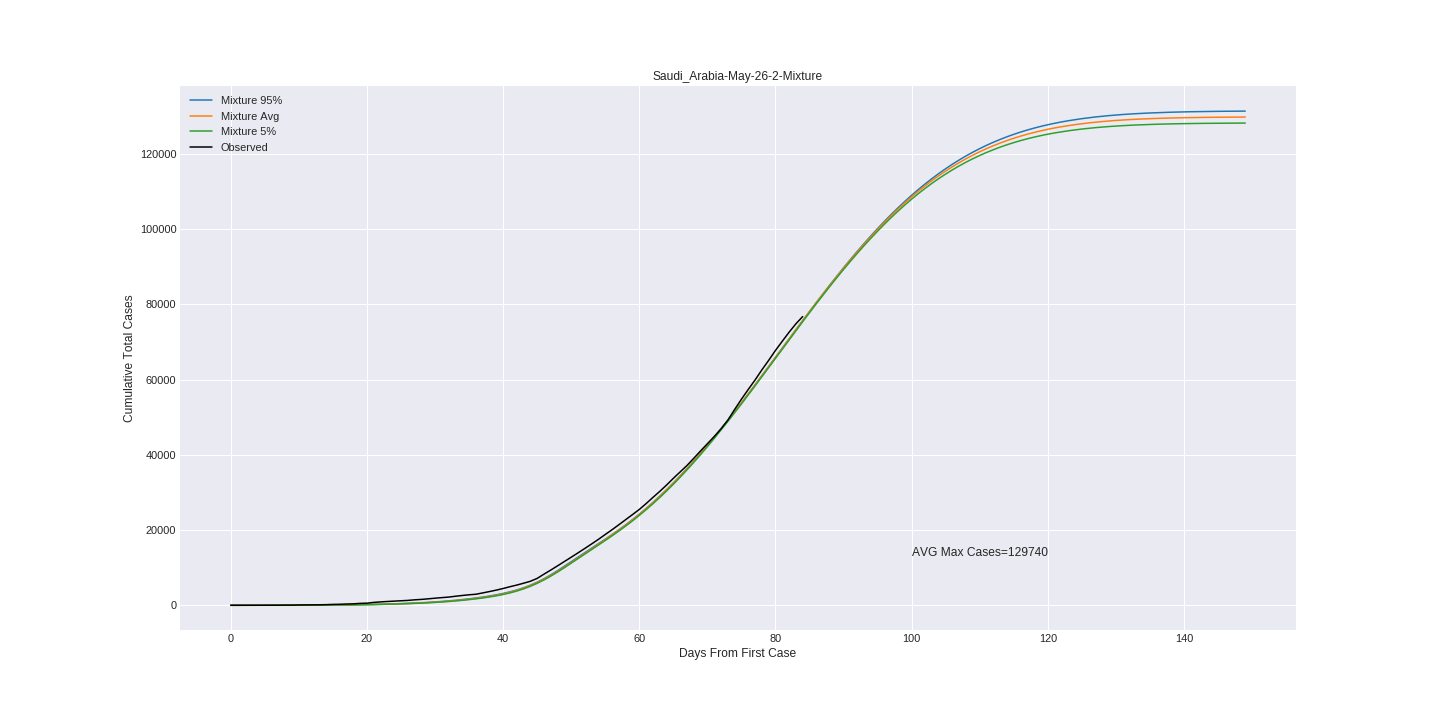 Saudi_Arabia-May-26-2-Mixture
Mixture 95%
Mixture Avg
Mixture 5%
Observed
120000
100000
80000
60000
40000
20000
0
Cumulative Total Cases
AVG Max Cases=129740
0 20 40 60 80 100 120 140
Days From First Case